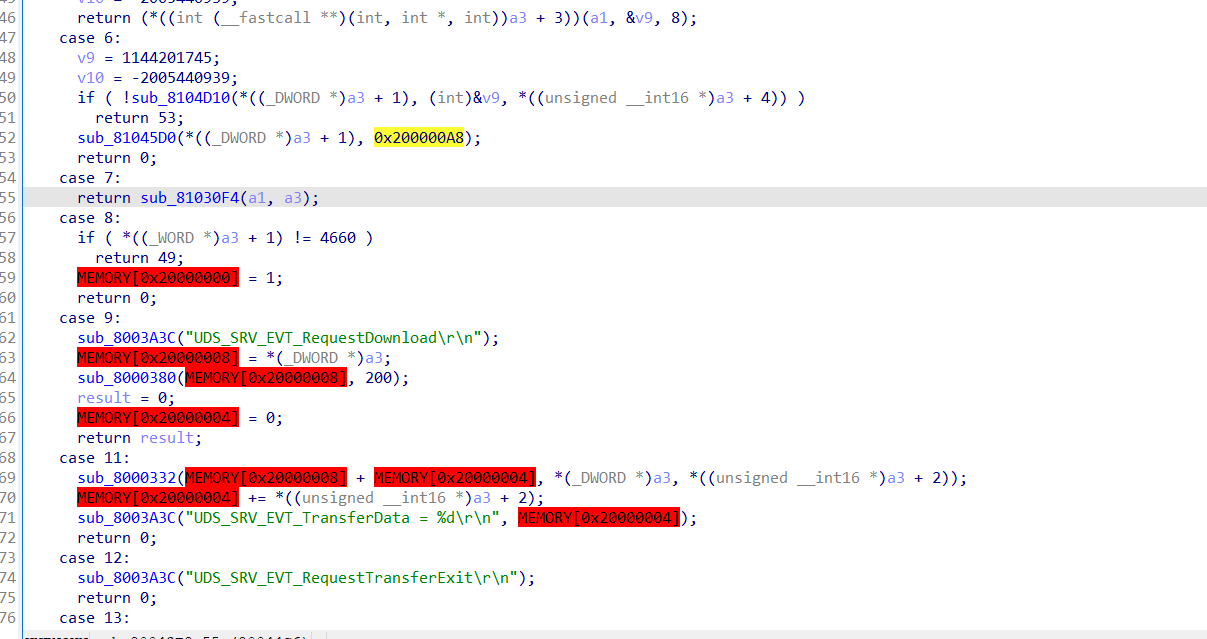 46 return (*((int (__fastcall **)(int, int *, int))a3 + 3))(a1, &v9, 8);
47 case 6:
48 v9 = 1144201745;
49 v10 = -2005440939;
50 if ( !sub_8104D10(*((_DWORD *)a3 + 1), (int)&v9, *((unsigned __int16 *)a3 + 4)) )
51 return 53;
52 sub_81045D0(*((_DWORD *)a3 + 1), 0x200000A8);
53 return 0;
54 case 7:
55 return sub_81030F4(a1, a3);
56 case 8:
57 if ( *((_WORD *)a3 + 1) != 4660 )
58 return 49;
59 MEMORY[0x20000000] = 1;
60 return 0;
61 case 9:
62 sub_8003A3C("UDS_SRV_EVT_RequestDownload\r\n");
63 MEMORY[0x20000008] = *(_DWORD *)a3;
64 sub_8000380(MEMORY[0x20000008], 200);
65 result = 0;
66 MEMORY[0x20000004] = 0;
67 return result;
68 case 11:
69 sub_8000332(MEMORY[0x20000008] + MEMORY[0x20000004], *(_DWORD *)a3, *((unsigned __int16 *)a3 + 2));
70 MEMORY[0x20000004] += *((unsigned __int16 *)a3 + 2);
71 sub_8003A3C("UDS_SRV_EVT_TransferData = %d\r\n", MEMORY[0x20000004]);
72 return 0;
73 case 12:
74 sub_8003A3C("UDS_SRV_EVT_RequestTransferExit\r\n");
75 return 0;
76 case 13: